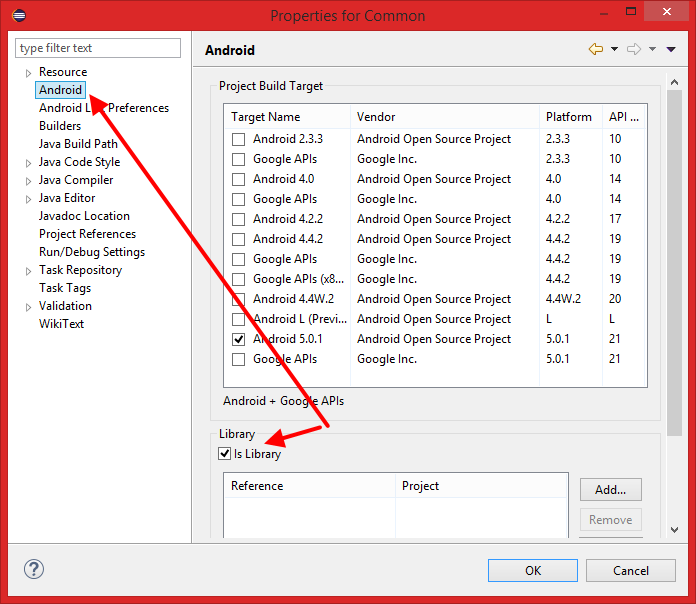 Properties for Common
type filter text
Resource
Android
Android L Preferences
Builders
Java Build Path
Java Code Style
Java Compiler
Java Editor
Javadoc Location
Project References
Run/Debug Settings
Task Repository
Task Tags
Validation
WikiText
Android
Project Build Target
Target Name Vendor Platform API ...
Android 2.3.3 Android Open Source Project 2.3.3 10
Google APIs Google Inc. 2.3.3 10
Android 4.0 Android Open Source Project 4.0 14
Google APIs Google Inc. 4.0 14
Android 4.2.2 Android Open Source Project 4.2.2 17
Android 4.4.2 Android Open Source Project 4.4.2 19
Google APIs Google Inc. 4.4.2 19
Google APIs (x8... Google Inc. 4.4.2 19
Android 4.4W.2 Android Open Source Project 4.4W.2 20
Android L (Previ... Android Open Source Project L L
Android 5.0.1 Android Open Source Project 5.0.1 21
Google APIs Google Inc. 5.0.1 21
Android + Google APIs
Library
Is Library
Reference Project
Add...
Remove
?
OK Cancel